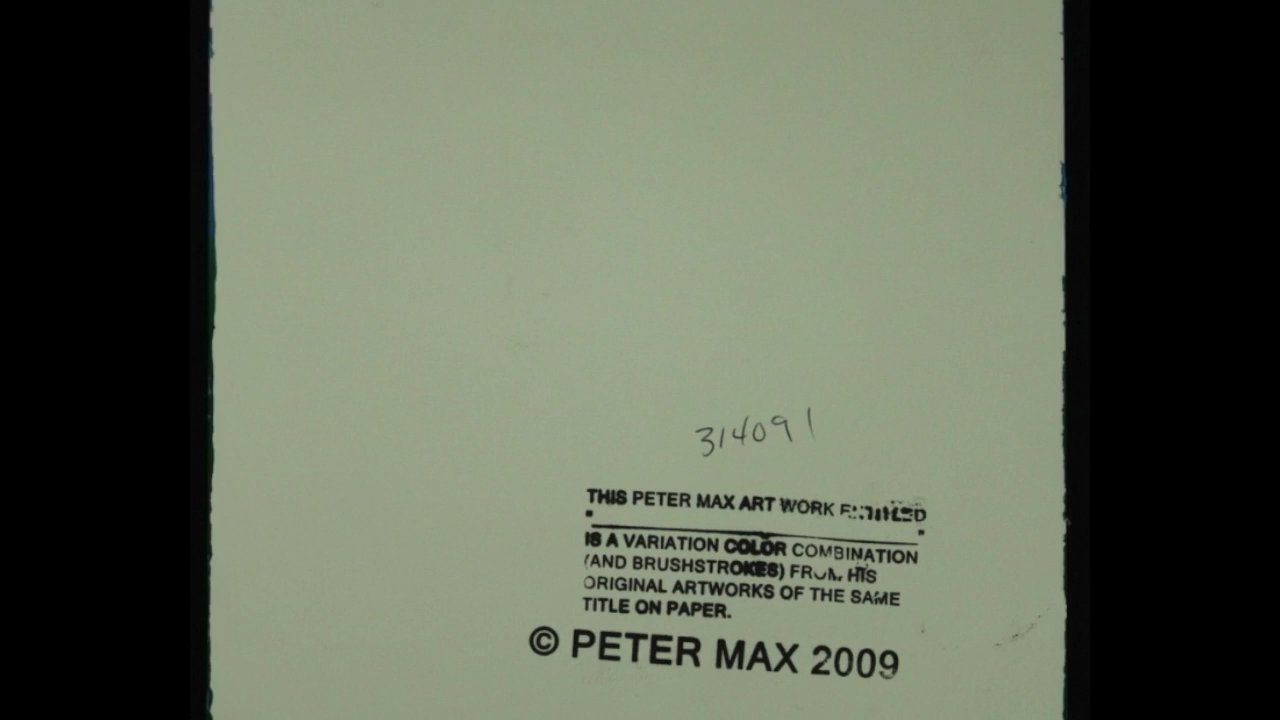 314091
THIS PETER MAX ART WORK ENTITLED
" "
IS A VARIATION COLOR COMBINATION
(AND BRUSHSTROKES) FROM HIS
ORIGINAL ARTWORKS OF THE SAME
TITLE ON PAPER.
© PETER MAX 2009